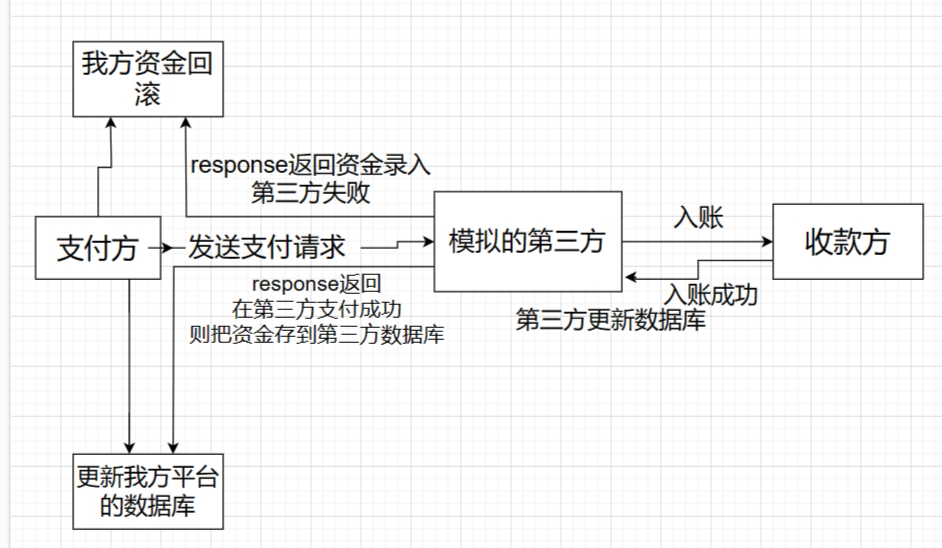 我方资金回
滚
response返回资金录入
第三方失败
支付方
发送支付请求
模拟的第三方
入账
收款方
response返回
在第三方支付成功
则把资金存到第三方数据库
入账成功
第三方更新数据库
更新我方平台
的数据库